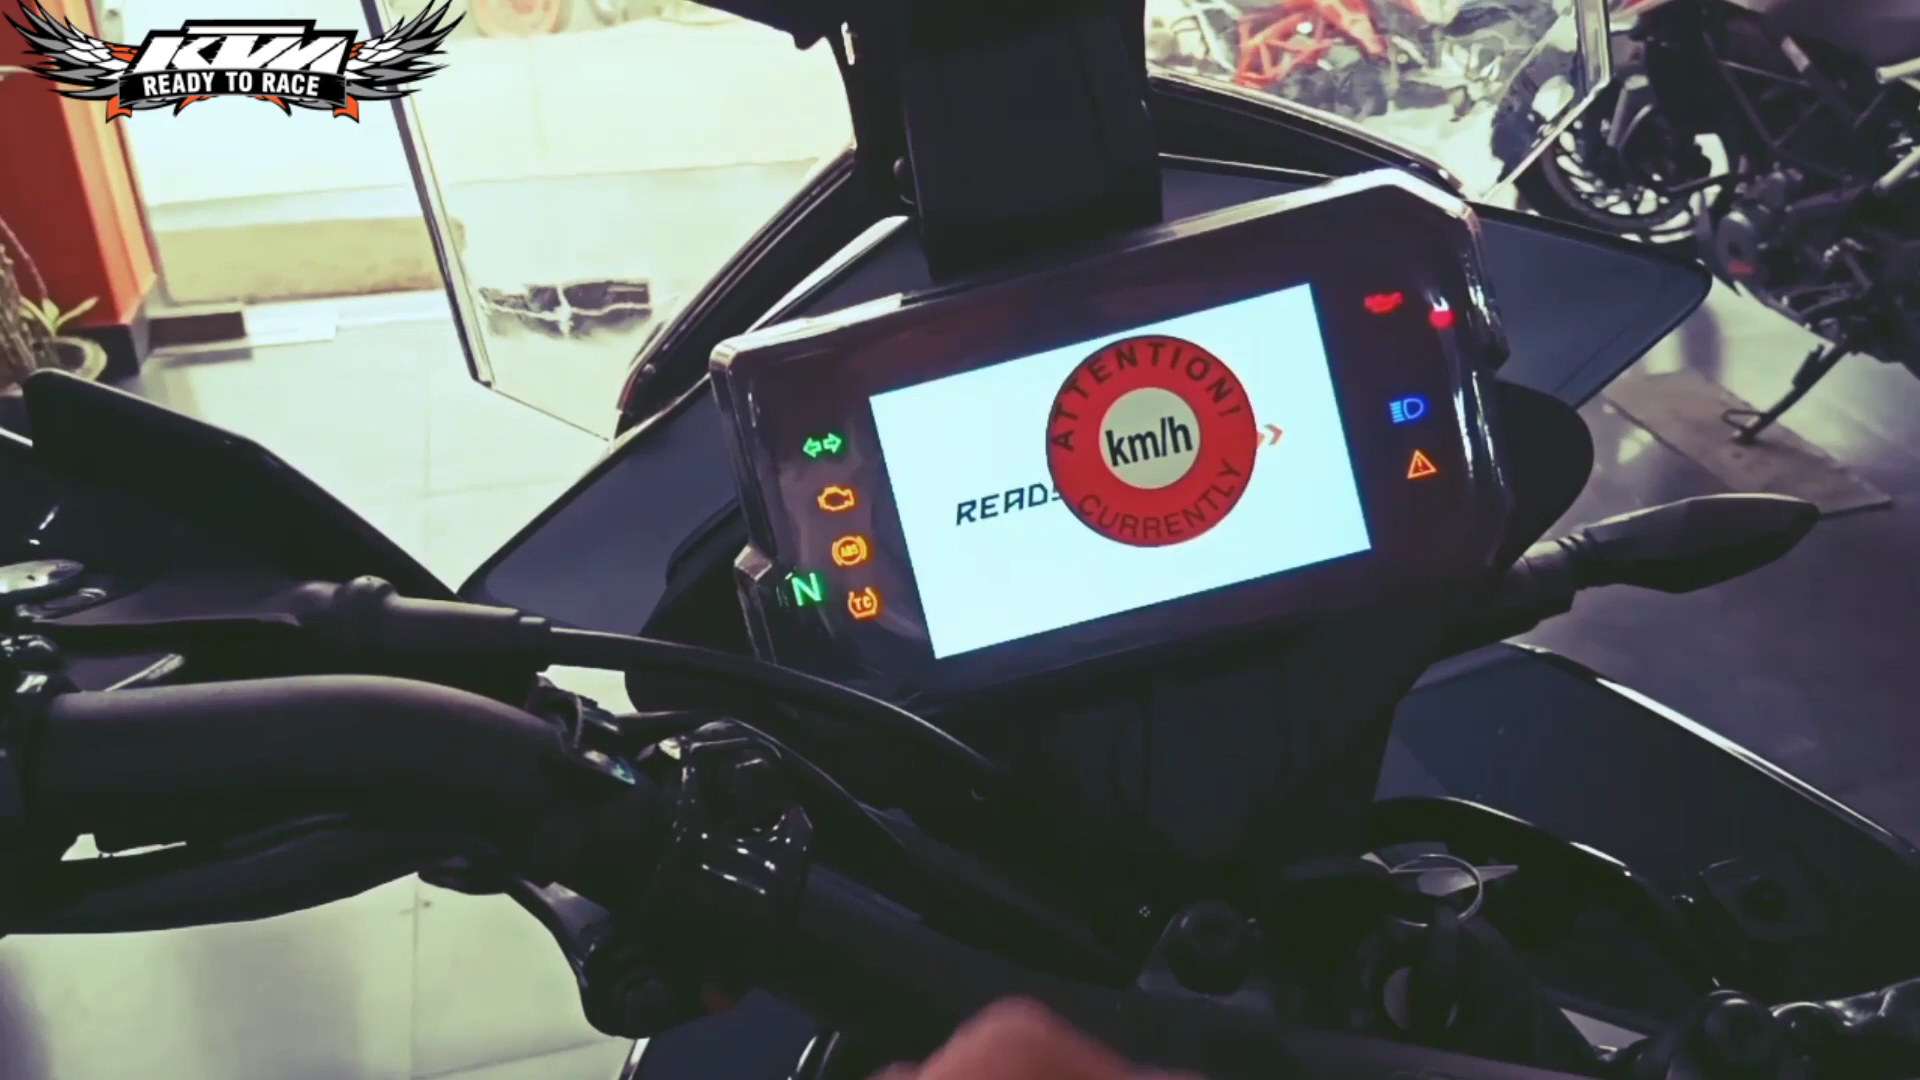 KTM
READY TO RACE
ATTENTION!
km/h
CURRENTLY
READ
ABS
N
TC